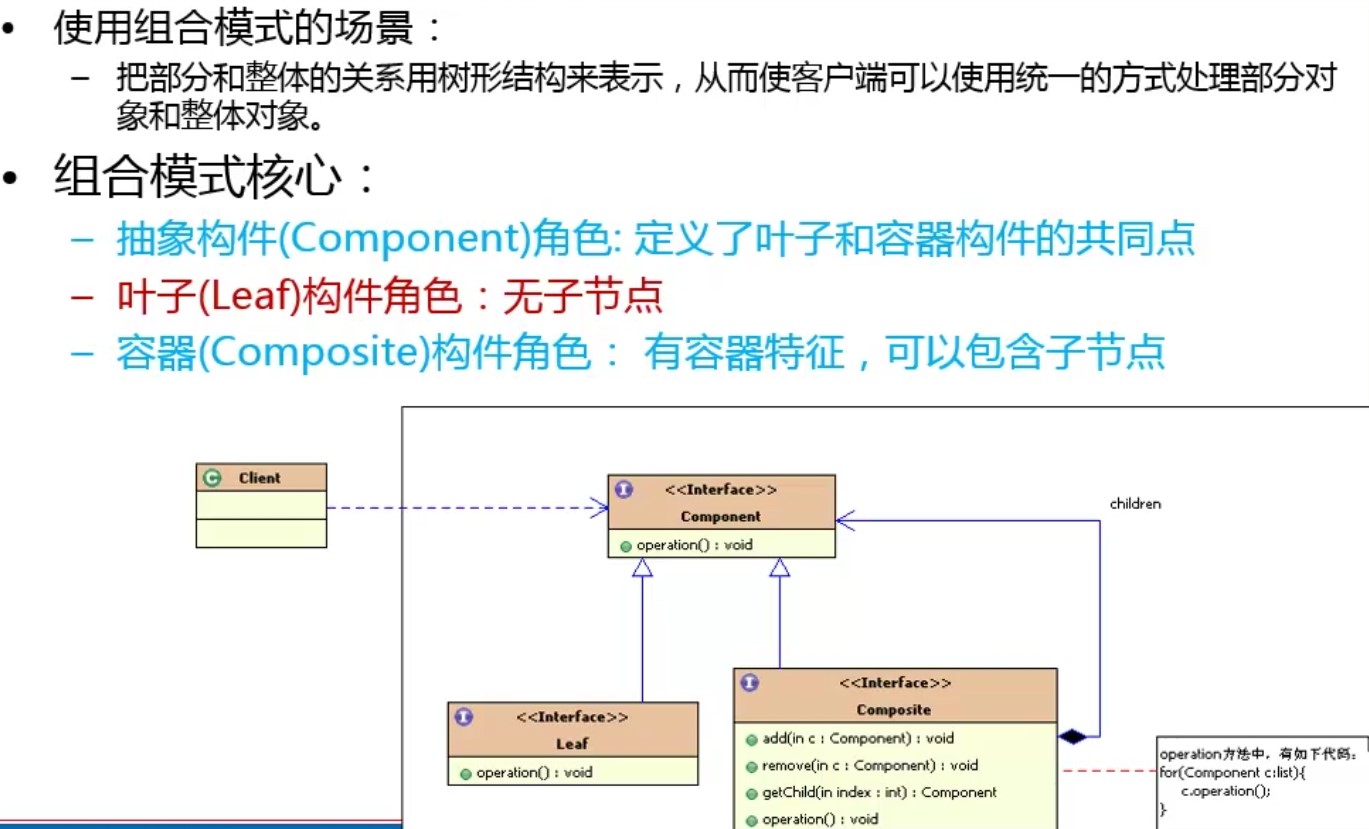 • 使用组合模式的场景：
– 把部分和整体的关系用树形结构来表示，从而使客户端可以使用统一的方式处理部分对
象和整体对象。
• 组合模式核心：
– 抽象构件(Component)角色: 定义了叶子和容器构件的共同点
– 叶子(Leaf)构件角色：无子节点
– 容器(Composite)构件角色： 有容器特征，可以包含子节点
Client
<<Interface>>
Component
operation() : void
children
<<Interface>>
Leaf
operation() : void
<<Interface>>
Composite
add(in c : Component) : void
remove(in c : Component) : void
getChild(in index : int) : Component
operation() : void
operation方法中，有如下代码：
for(Component c:list){
c.operation();
}